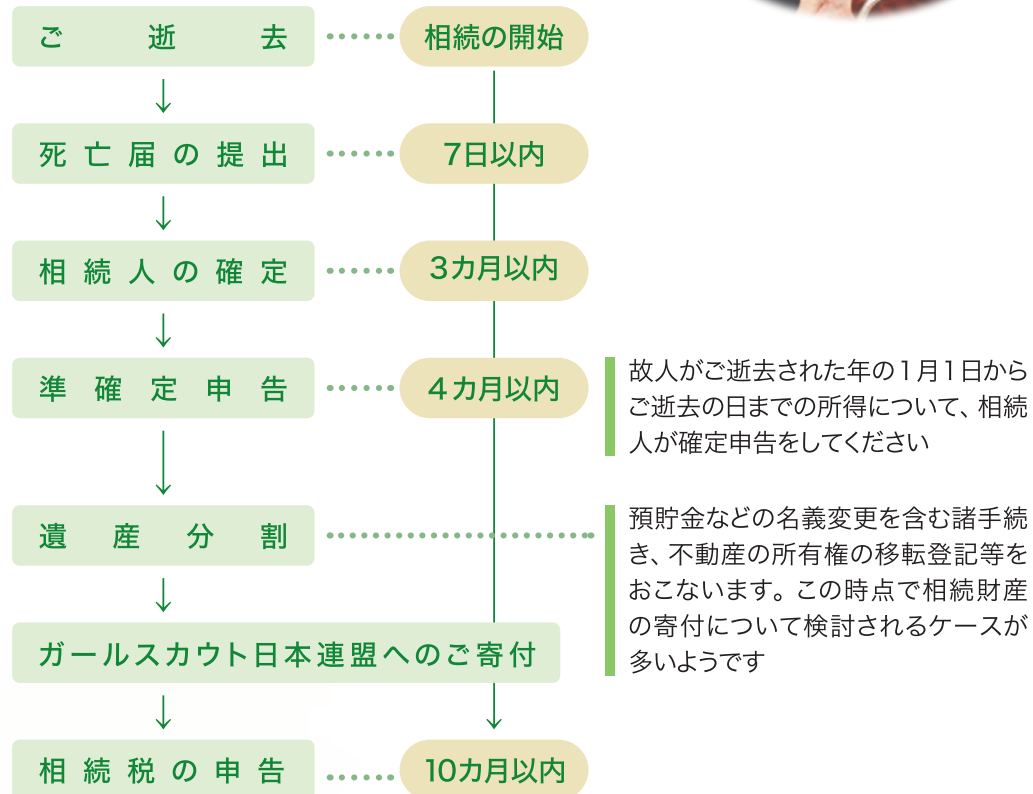 ご逝去
相続の開始
死亡届の提出
7日以内
相続人の確定
3カ月以内
準確定申告
4カ月以内
故人がご逝去された年の1月1日から
ご逝去の日までの所得について、相続
人が確定申告をしてください
遺産分割
預貯金などの名義変更を含む諸手続
き、不動産の所有権の移転登記等を
おこないます。この時点で相続財産
の寄付について検討されるケースが
多いようです
ガールスカウト日本連盟へのご寄付
相続税の申告
10カ月以内